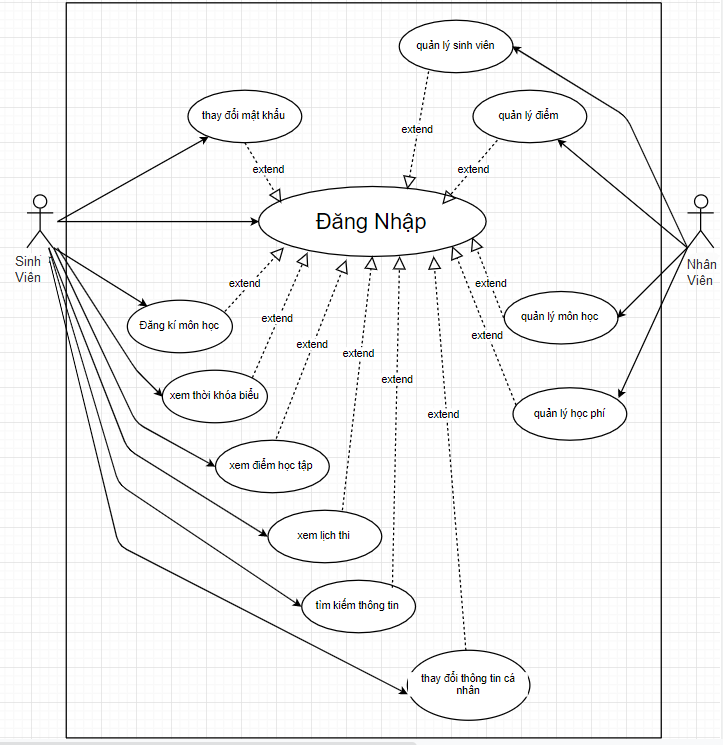 quản lý sinh viên
thay đổi mật khẩu
quản lý điểm
extend
extend
extend
Đăng Nhập
Sinh
Viên
Nhân
Viên
extend
extend
Đăng kí môn học
extend
quản lý môn học
extend
extend
extend
extend
xem thời khóa biểu
extend
quản lý học phí
xem điểm học tập
xem lịch thi
tìm kiếm thông tin
thay đổi thông tin cá
nhân